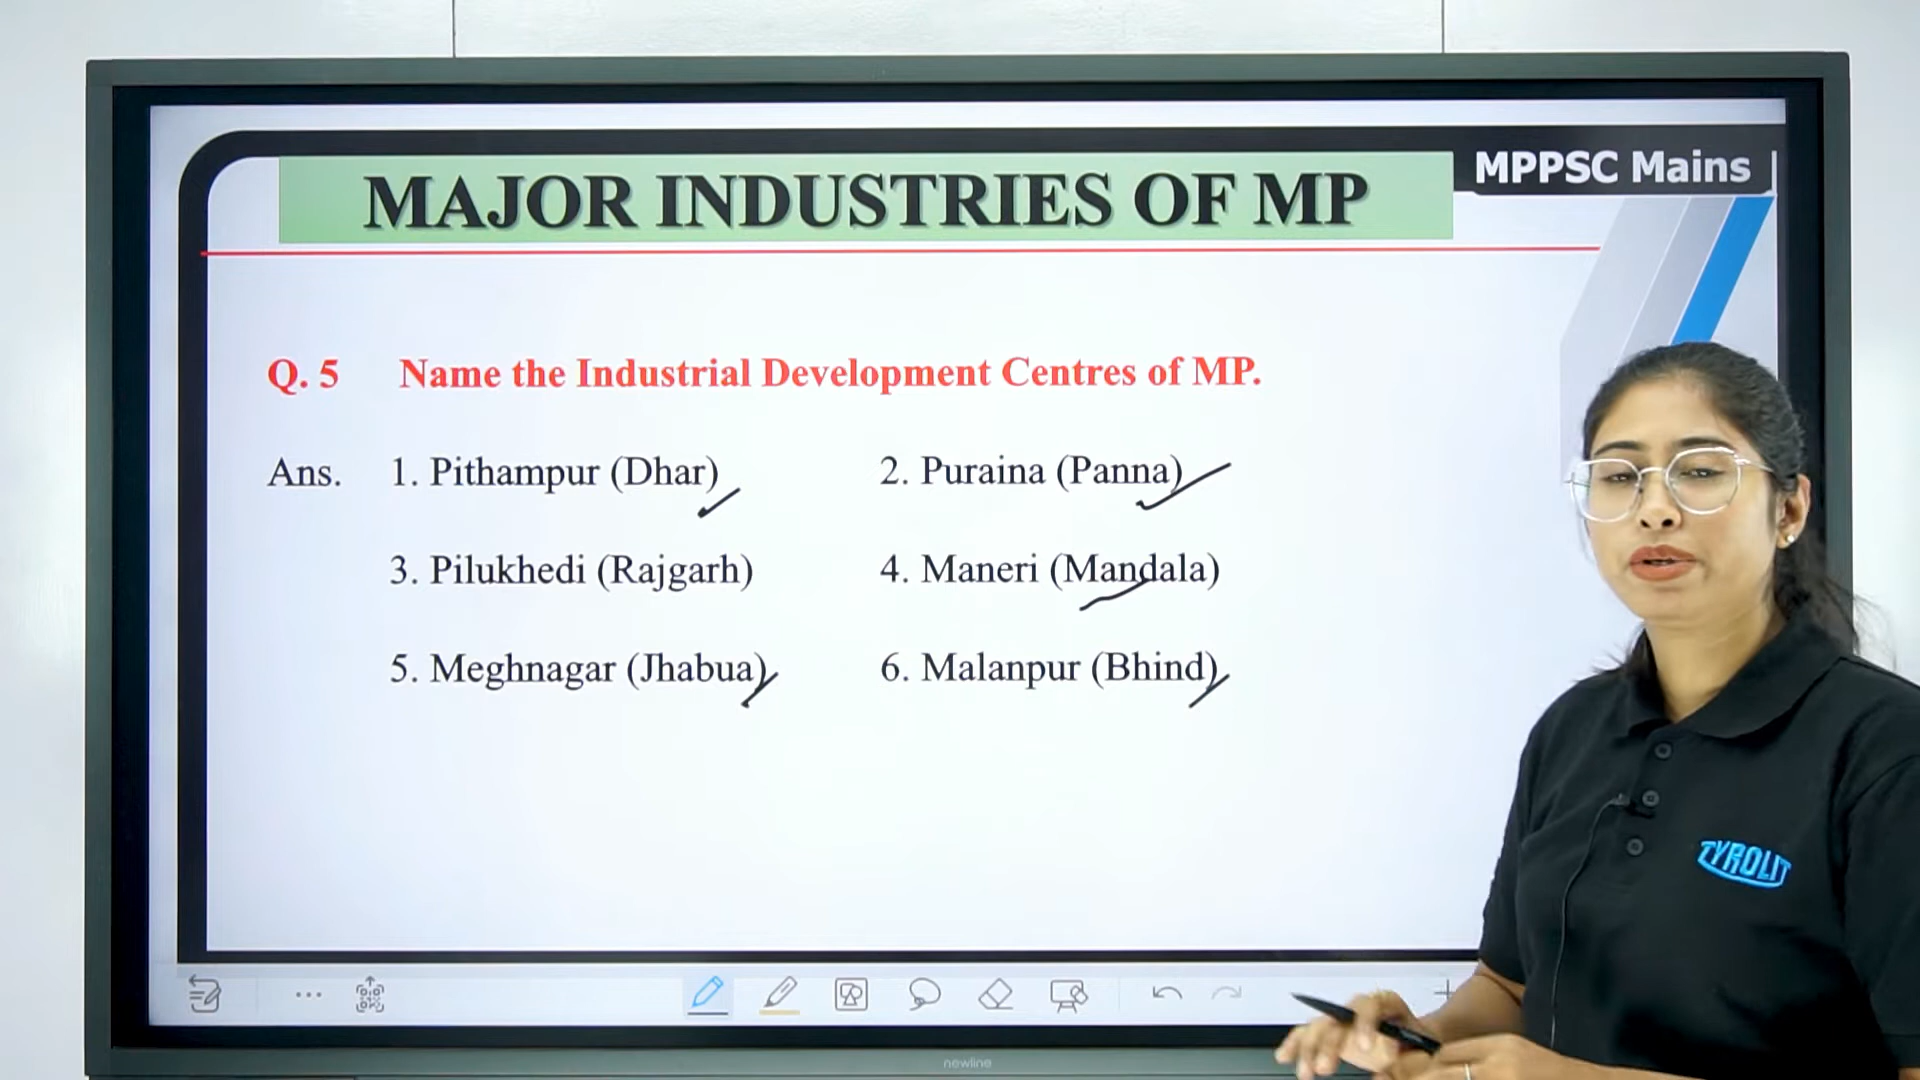 MPPSC Mains
MAJOR INDUSTRIES OF MP
Q. 5 Name the Industrial Development Centres of MP.
Ans. 1. Pithampur (Dhar) 2. Puraina (Panna)
3. Pilukhedi (Rajgarh) 4. Maneri (Mandala)
5. Meghnagar (Jhabua) 6. Malanpur (Bhind)
TYROLIT
newline